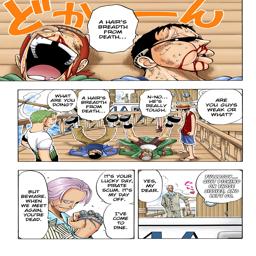 どっかーーん
A HAIR'S
BREADTH
FROM
DEATH...
ARE
YOU GUYS
WEAK OR
WHAT?
N-NO...
HE'S
REALLY
TOUGH.
A HAIR'S
BREADTH
FROM
DEATH...
WHAT
ARE YOU
DOING?
YES,
MY
DEAR.
IT'S YOUR
LUCKY DAY,
PIRATE
SCUM. IT'S
MY DAY
OFF.
I'VE
COME TO
DINE.
BUT
BEWARE.
WHEN WE
MEET
AGAIN,
YOU'RE
DEAD.